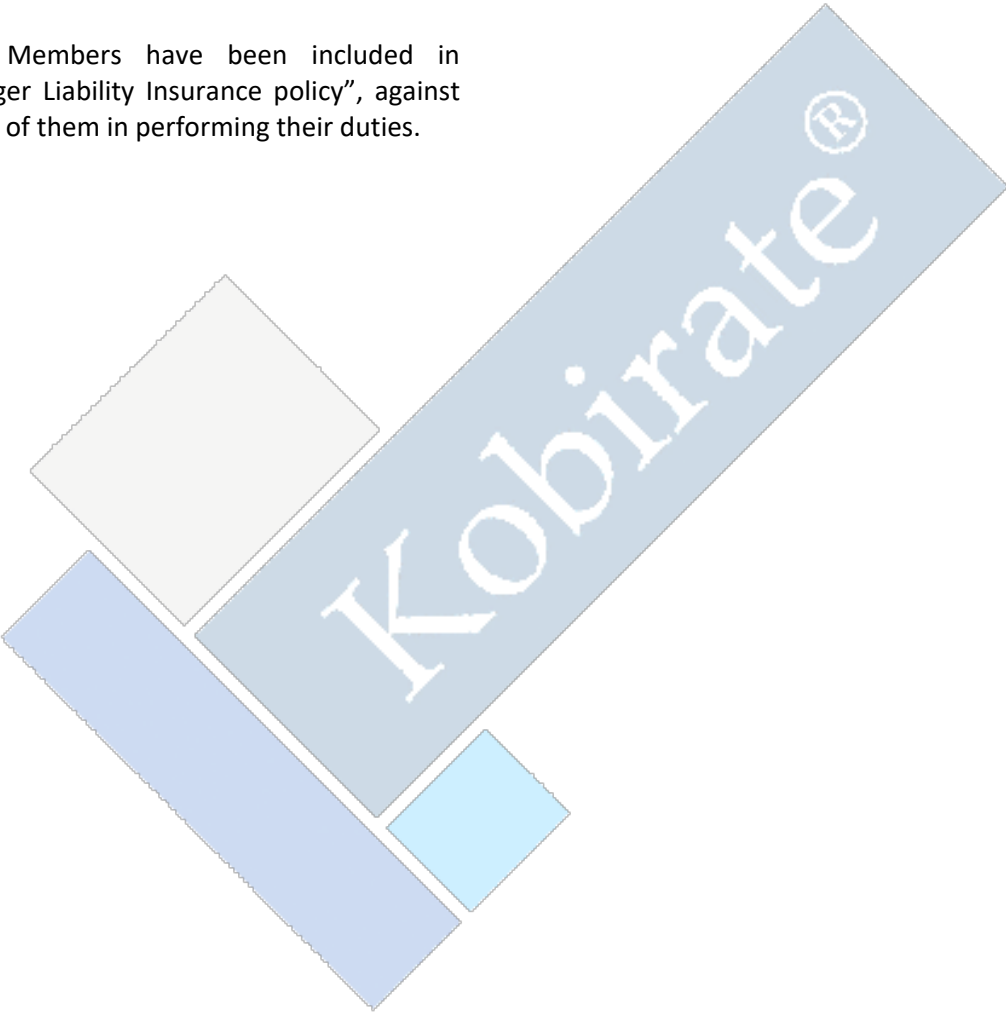 Members have been included in
ger Liability Insurance policy”, against
of them in performing their duties.
Kobirate®